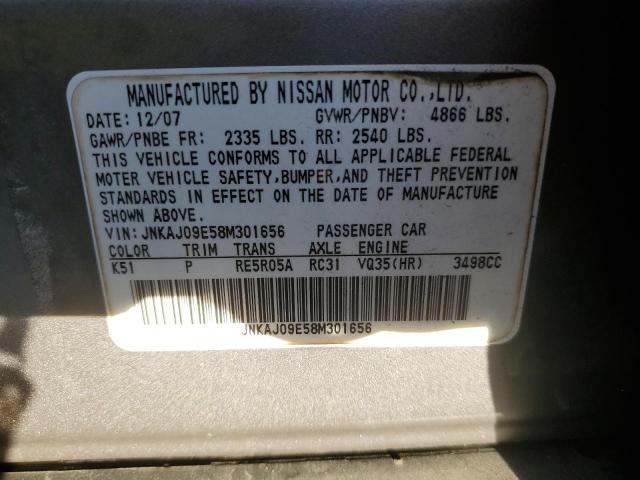 MANUFACTURED BY NISSAN MOTOR CO.,LTD.
DATE: 12/07 GVWR/PNBV: 4866 LBS.
GAWR/PNBE FR: 2335 LBS. RR: 2540 LBS.
THIS VEHICLE CONFORMS TO ALL APPLICABLE FEDERAL
MOTOR VEHICLE SAFETY,BUMPER,AND THEFT PREVENTION
STANDARDS IN EFFECT ON THE DATE OF MANUFACTURE
SHOWN ABOVE.
VIN: JNKAJ09E58M301656 PASSENGER CAR
COLOR TRIM TRANS AXLE ENGINE
K51 P RE5R05A RC31 VQ35(HR) 3498CC
JNKAJ09E58M301656